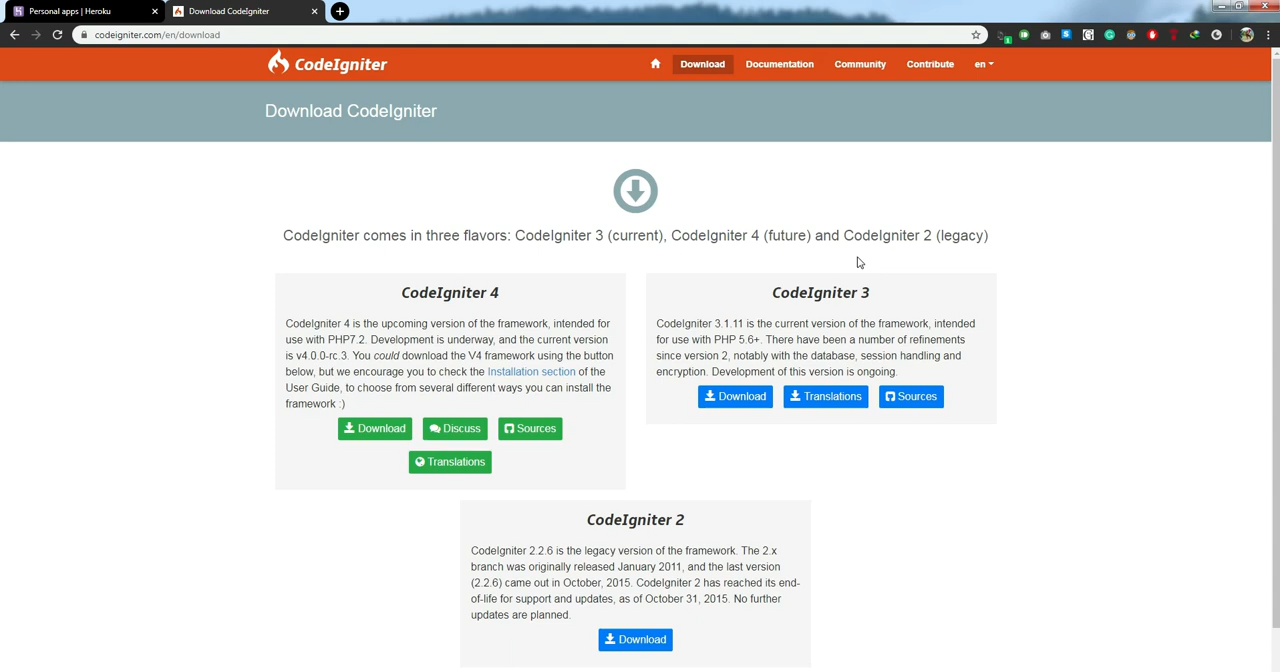 Personal apps | Heroku
Download CodeIgniter
codeigniter.com/en/download
CodeIgniter
Download
Documentation
Community
Contribute
en
Download CodeIgniter
CodeIgniter comes in three flavors: CodeIgniter 3 (current), CodeIgniter 4 (future) and CodeIgniter 2 (legacy)
CodeIgniter 4
CodeIgniter 4 is the upcoming version of the framework, intended for
use with PHP7.2. Development is underway, and the current version
is v4.0.0-rc.3. You could download the V4 framework using the button
below, but we encourage you to check the Installation section of the
User Guide, to choose from several different ways you can install the
framework :)
Download
Discuss
Sources
Translations
CodeIgniter 3
CodeIgniter 3.1.11 is the current version of the framework, intended
for use with PHP 5.6+. There have been a number of refinements
since version 2, notably with the database, session handling and
encryption. Development of this version is ongoing.
Download
Translations
Sources
CodeIgniter 2
CodeIgniter 2.2.6 is the legacy version of the framework. The 2.x
branch was originally released January 2011, and the last version
(2.2.6) came out in October, 2015. CodeIgniter 2 has reached its end-
of-life for support and updates, as of October 31, 2015. No further
updates are planned.
Download